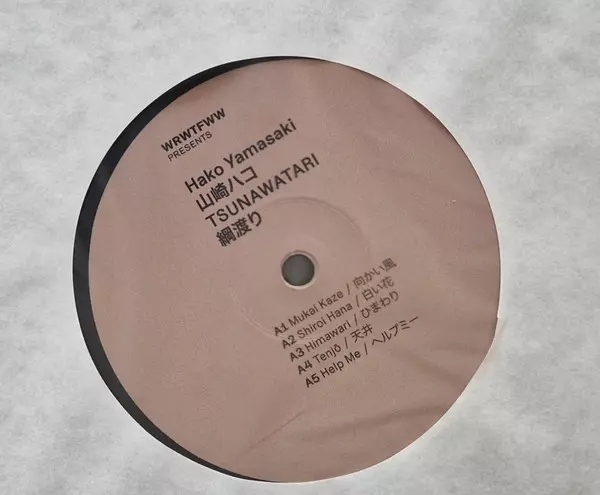 WRWTFWW
PRESENTS
Hako Yamasaki
山崎ハコ
TSUNAWATARI
綱渡り
A1 Mukai Kaze / 向かい風
A2 Shiroi Hana / 白い花
A3 Himawari / ひまわり
A4 Tenjō / 天井
A5 Help Me / ヘルプミー